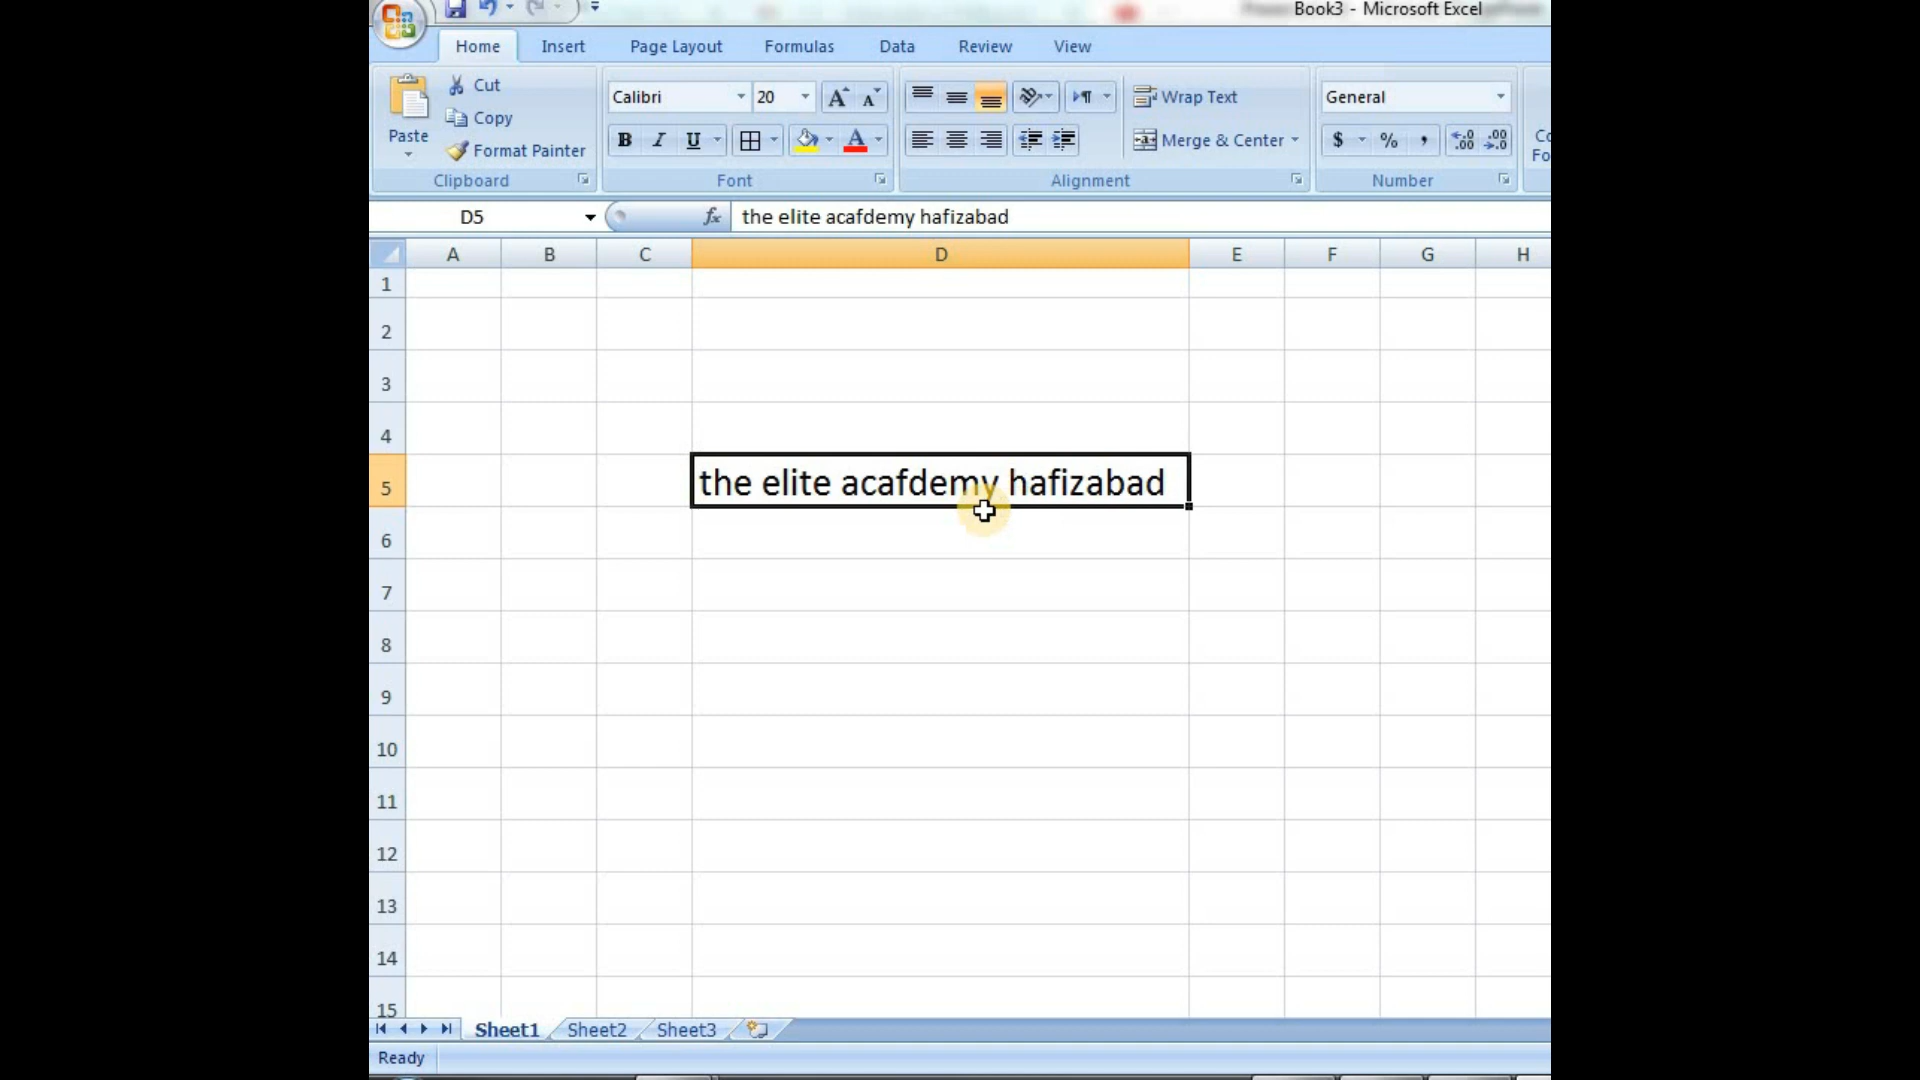 Book3 - Microsoft Excel
Home Insert Page Layout Formulas Data Review View
Cut
Copy
Format Painter
Paste
Calibri 20
Wrap Text
Merge & Center
General
Clipboard Font Alignment Number
D5 fx the elite acafdemy hafizabad
A B C D E F G H
1
2
3
4
5 the elite acafdemy hafizabad
6
7
8
9
10
11
12
13
14
15
Sheet1 Sheet2 Sheet3
Ready